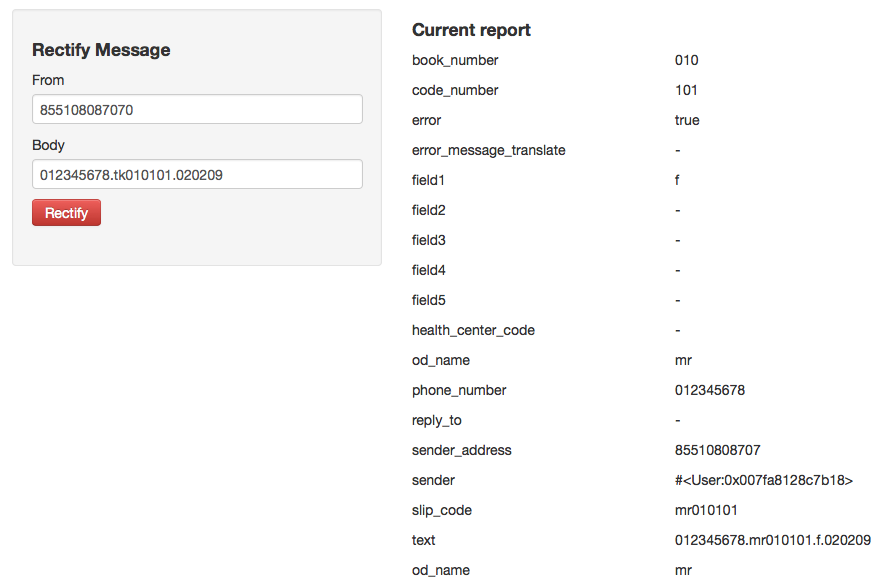 Rectify Message
From
855108087070
Body
012345678.tk010101.020209
Rectify
Current report
book_number 010
code_number 101
error true
error_message_translate -
field1 f
field2 -
field3 -
field4 -
field5 -
health_center_code -
od_name mr
phone_number 012345678
reply_to -
sender_address 85510808707
sender #<User:0x007fa8128c7b18>
slip_code mr010101
text 012345678.mr010101.f.020209
od_name mr